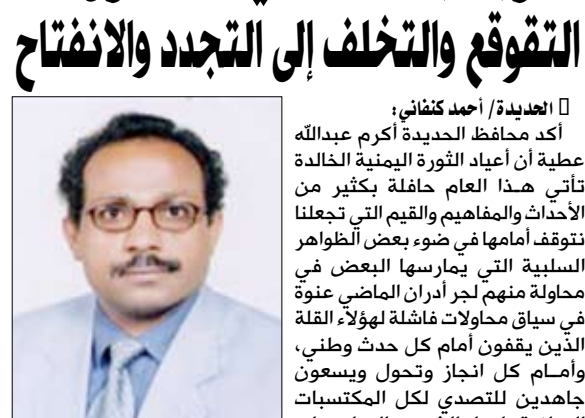 التقوقع والتخلف إلى التجدد والانفتاح
الحديدة/ أحمد كنفاني:
أكد محافظ الحديدة أكرم عبدالله
عطية أن أعياد الثورة اليمنية الخالدة
تأتي هـذا العام حافلة بكثير من
الأحداث والمفاهيم والقيم التي تجعلنا
نتوقف أمامها في ضوء بعض الظواهر
السلبية التي يمارسها البعض في
محاولة منهم لجر أدران الماضي عنوة
في سياق محاولات فاشلة لهؤلاء القلة
الذين يقفون أمام كل حدث وطني،
وأمـام كل انجاز وتحول ويسعون
جاهدين للتصدي لكل المكتسبات